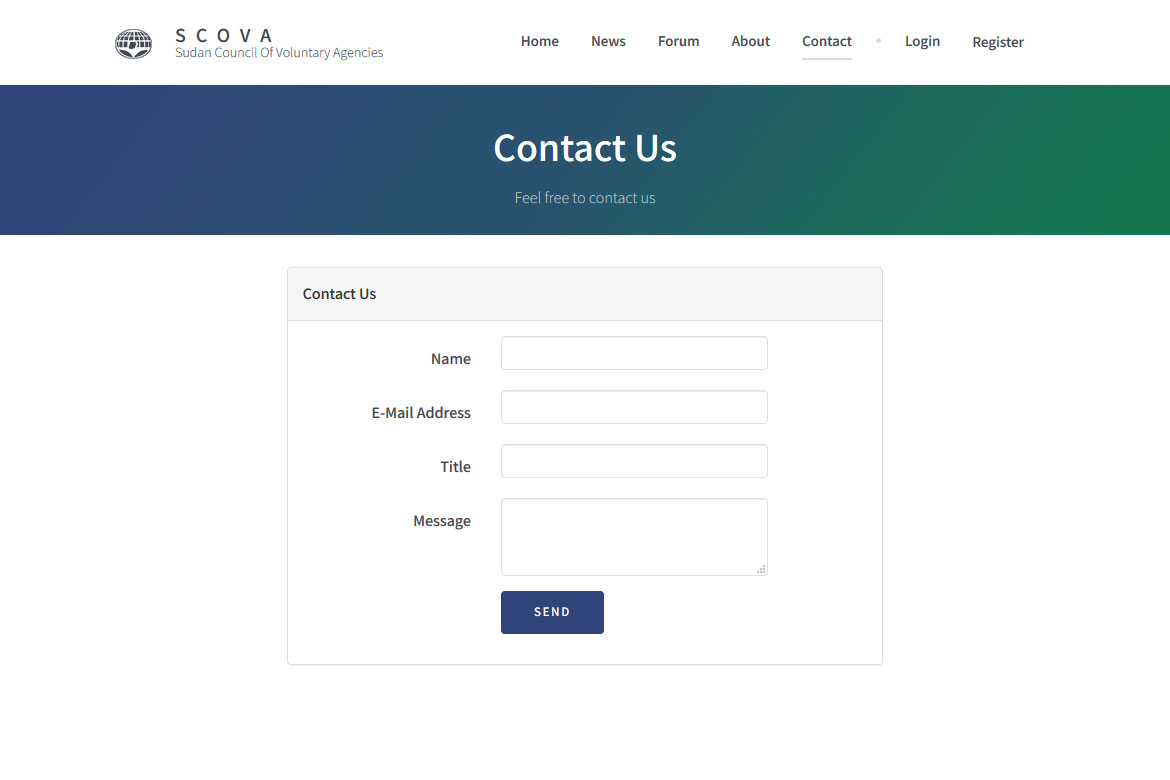 S C O V A
Sudan Council Of Voluntary Agencies
Home News Forum About Contact Login Register
Contact Us
Feel free to contact us
Contact Us
Name
E-Mail Address
Title
Message
SEND